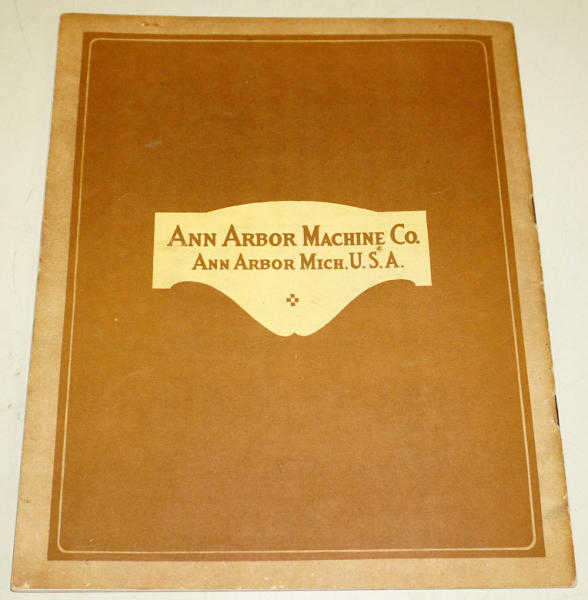 Ann Arbor Machine Co.
Ann Arbor Mich. U.S.A.